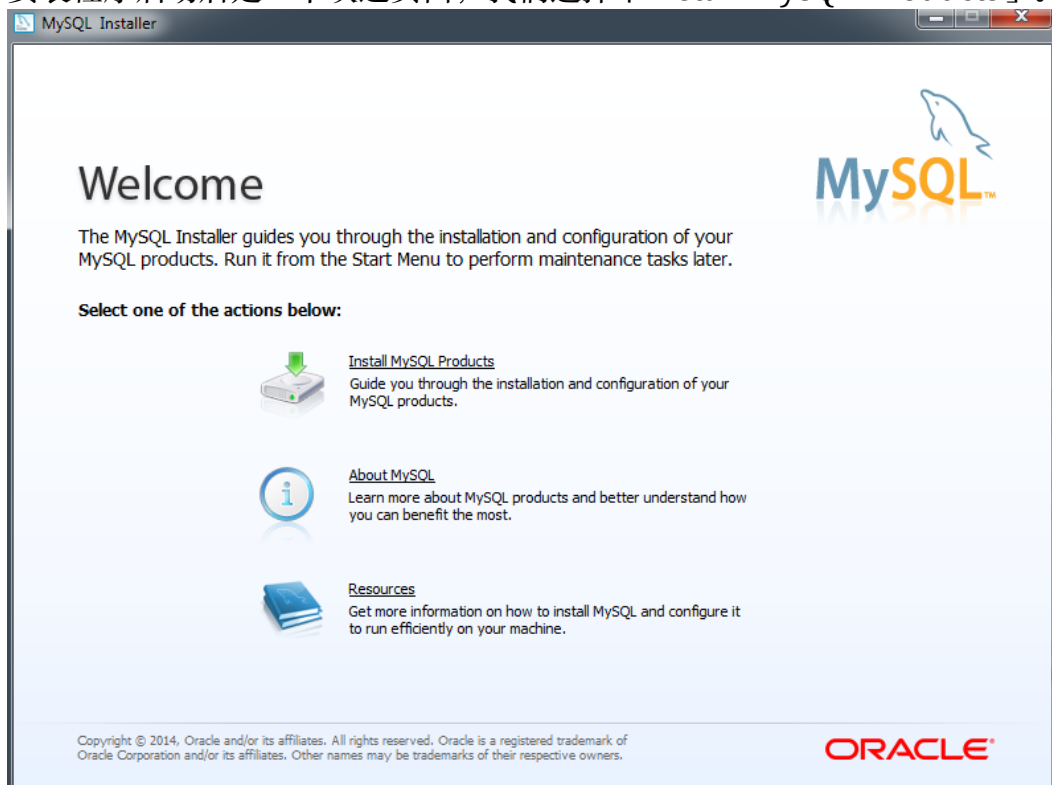 MySQL Installer
MySQL™
Welcome
The MySQL Installer guides you through the installation and configuration of your
MySQL products. Run it from the Start Menu to perform maintenance tasks later.
Select one of the actions below:
Install MySQL Products
Guide you through the installation and configuration of your
MySQL products.
About MySQL
Learn more about MySQL products and better understand how
you can benefit the most.
Resources
Get more information on how to install MySQL and configure it
to run efficiently on your machine.
Copyright © 2014, Oracle and/or its affiliates. All rights reserved. Oracle is a registered trademark of
Oracle Corporation and/or its affiliates. Other names may be trademarks of their respective owners.
ORACLE®